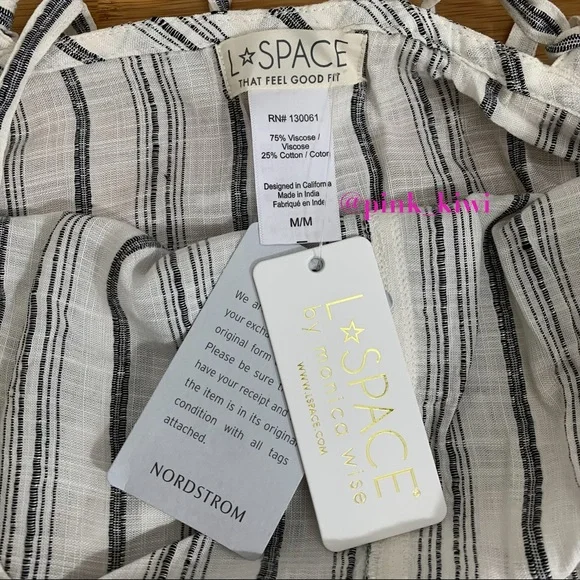 L☆SPACE
THAT FEEL GOOD FIT
RN# 130061
75% Viscose /
Viscose
25% Cotton / Coton
Designed in California
Made in India
Fabriqué en Inde
M/M
@pink_kiwi
We
your exch
original form
Please be sure
have your receipt and
the item is in its original
condition with all tags
attached.
NORDSTROM
L☆SPACE
by monica wise
WWW.LSPACE.COM